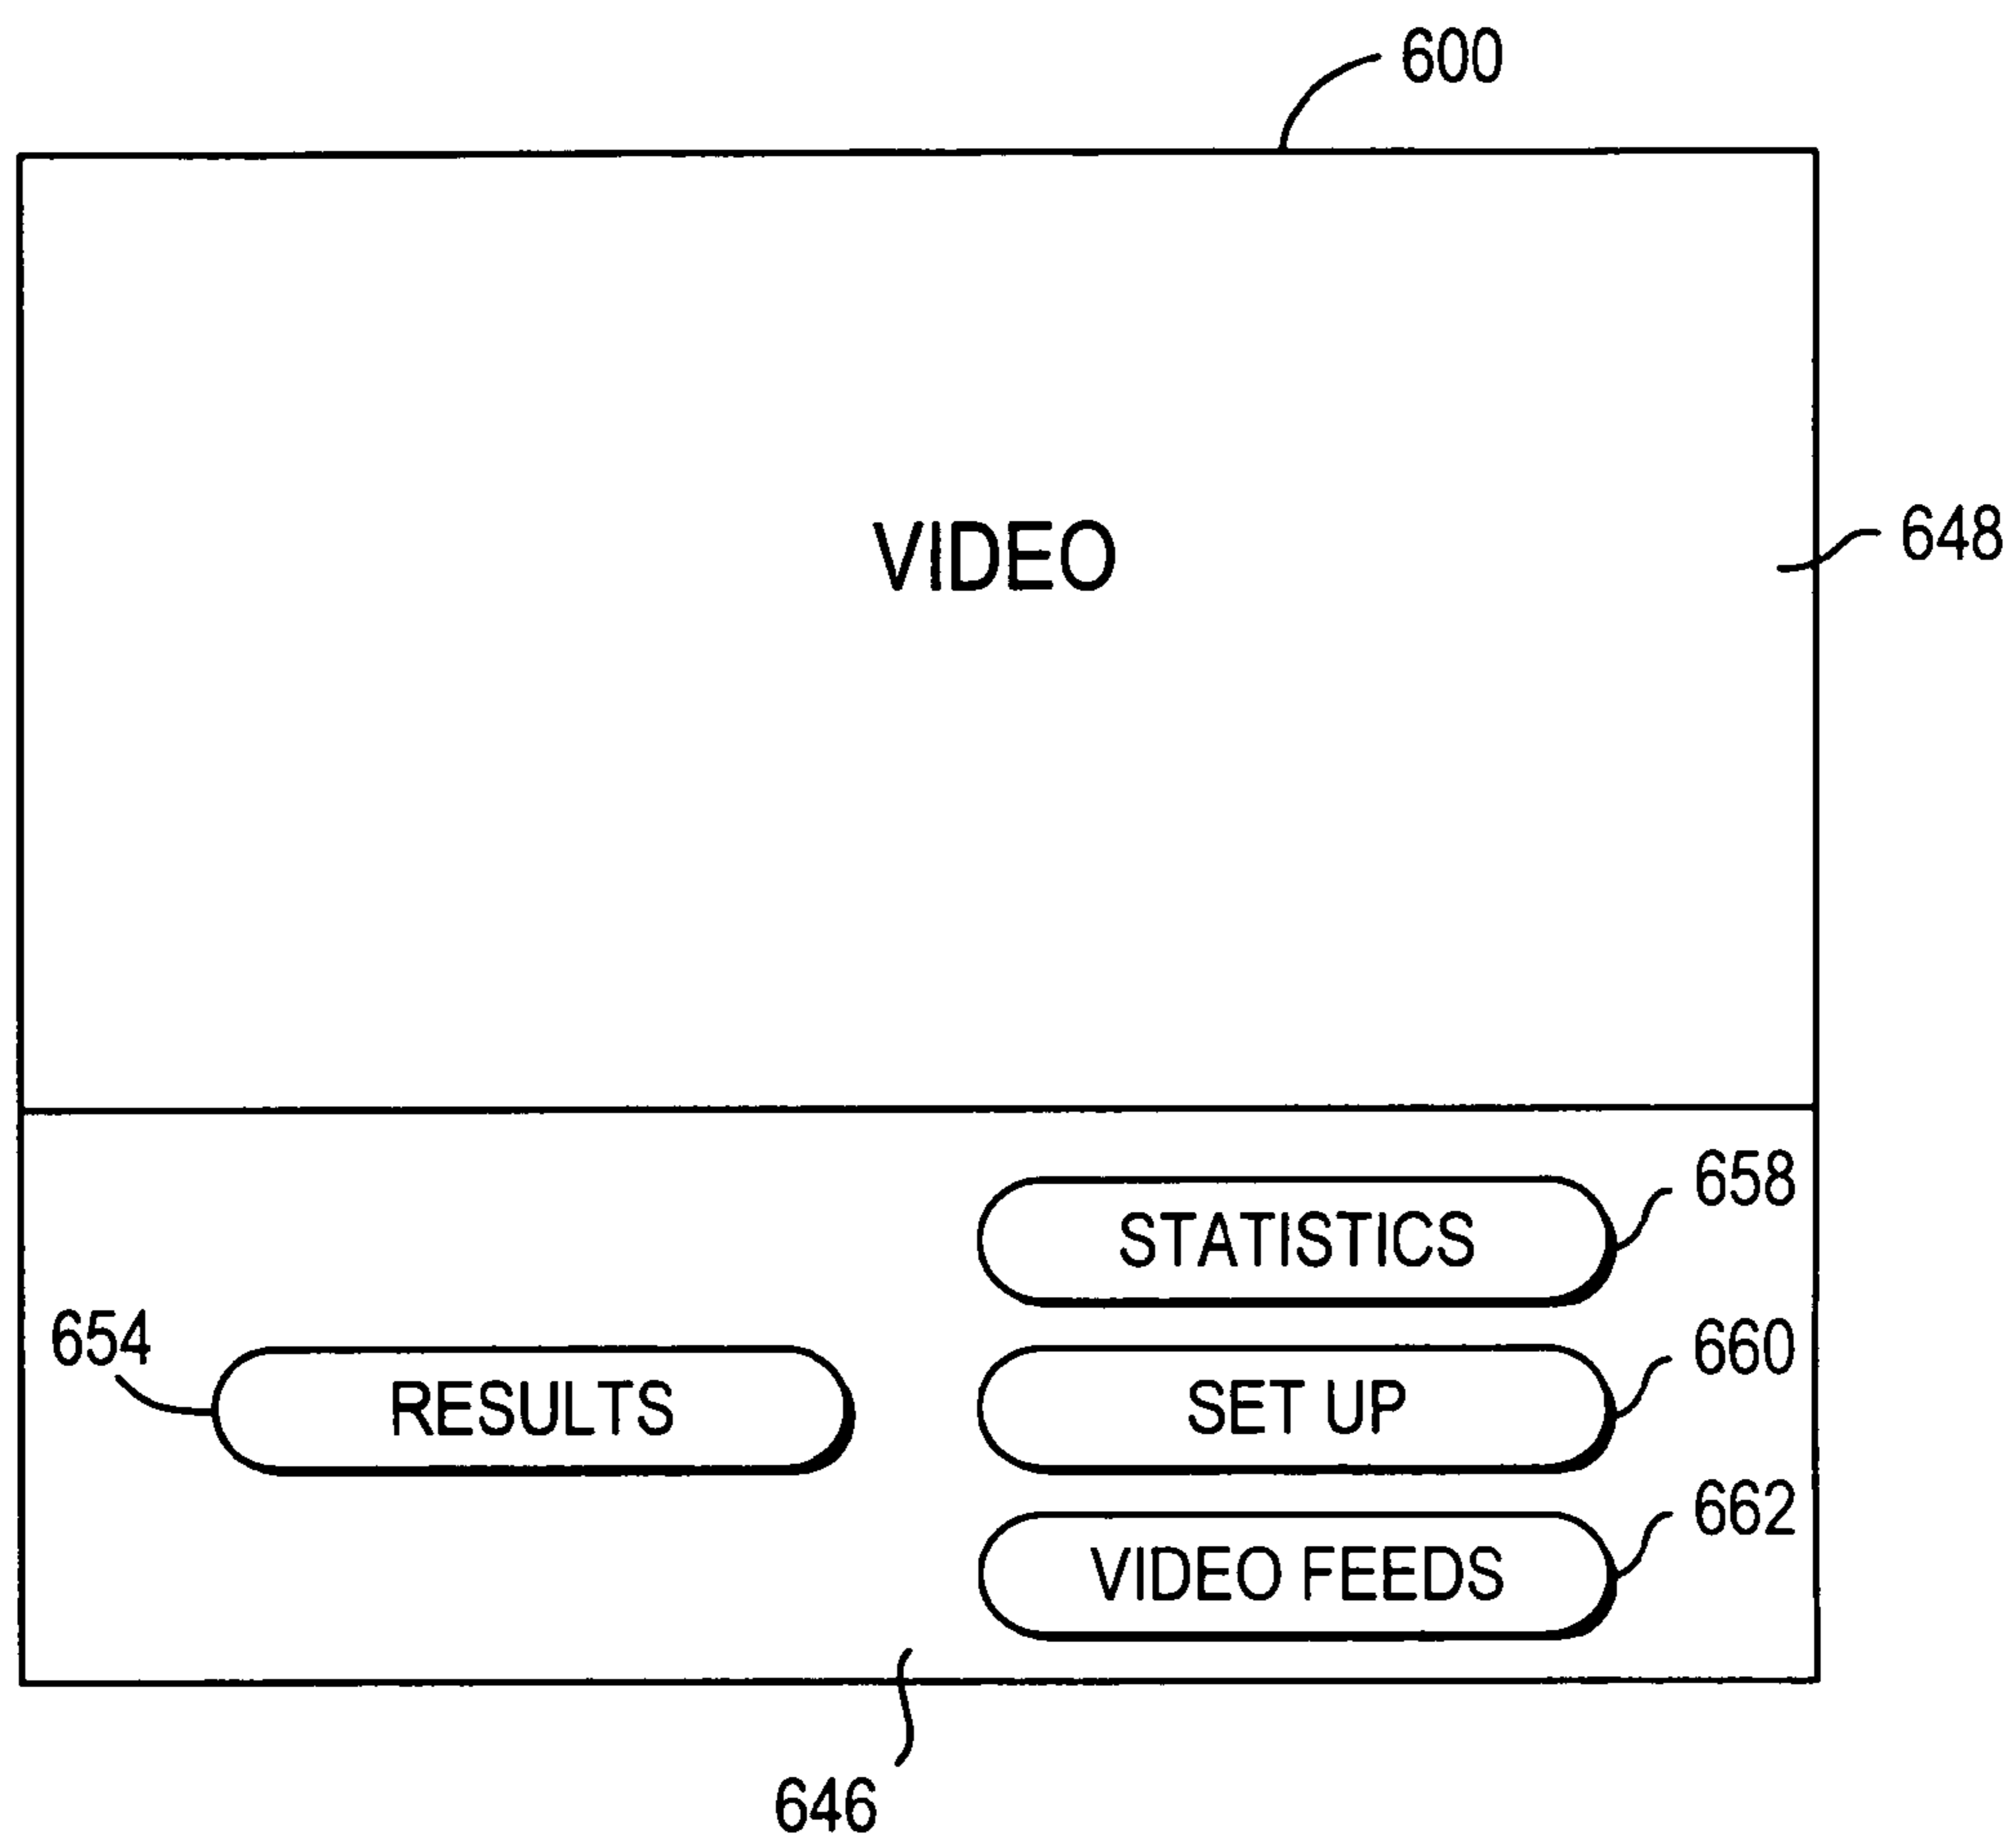 600
VIDEO
648
STATISTICS
658
654
RESULTS
SET UP
660
VIDEO FEEDS
662
646